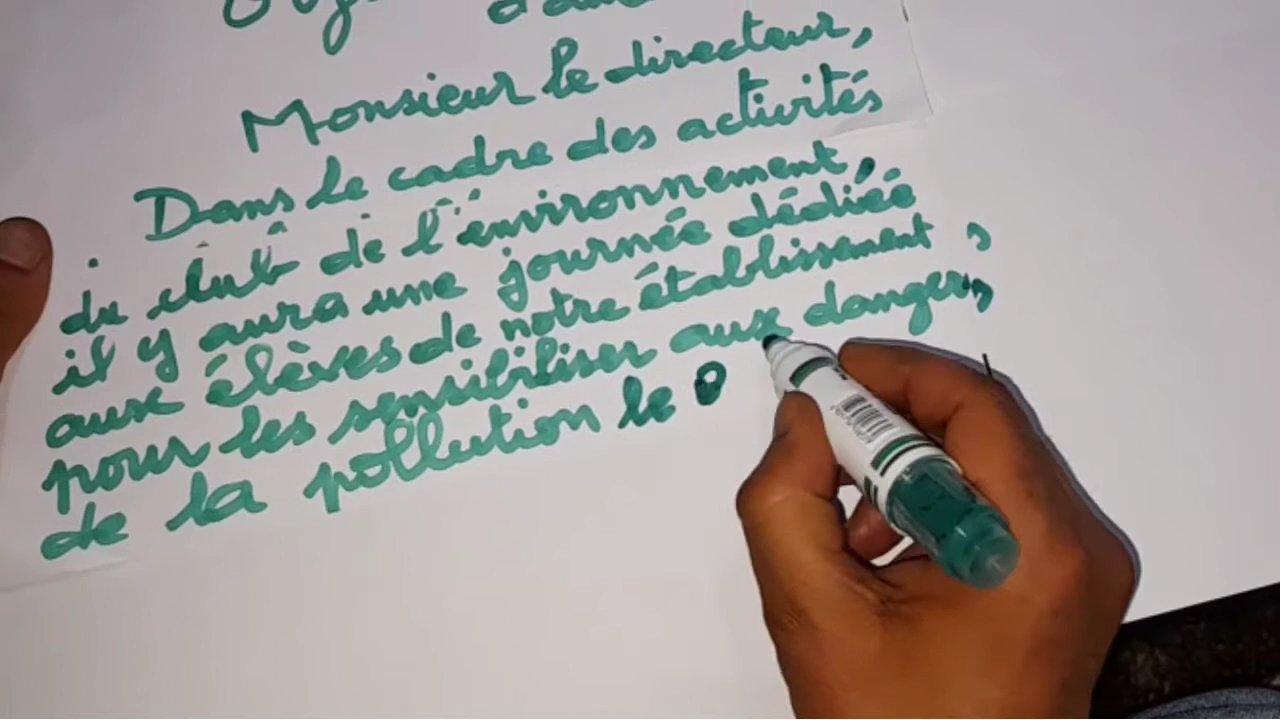 Monsieur le directeur,
Dans le cadre des activités
du club de l'environnement,
il y aura une journée dédiée
aux élèves de notre établissement,
pour les sensibiliser aux dangers,
de la pollution le 0